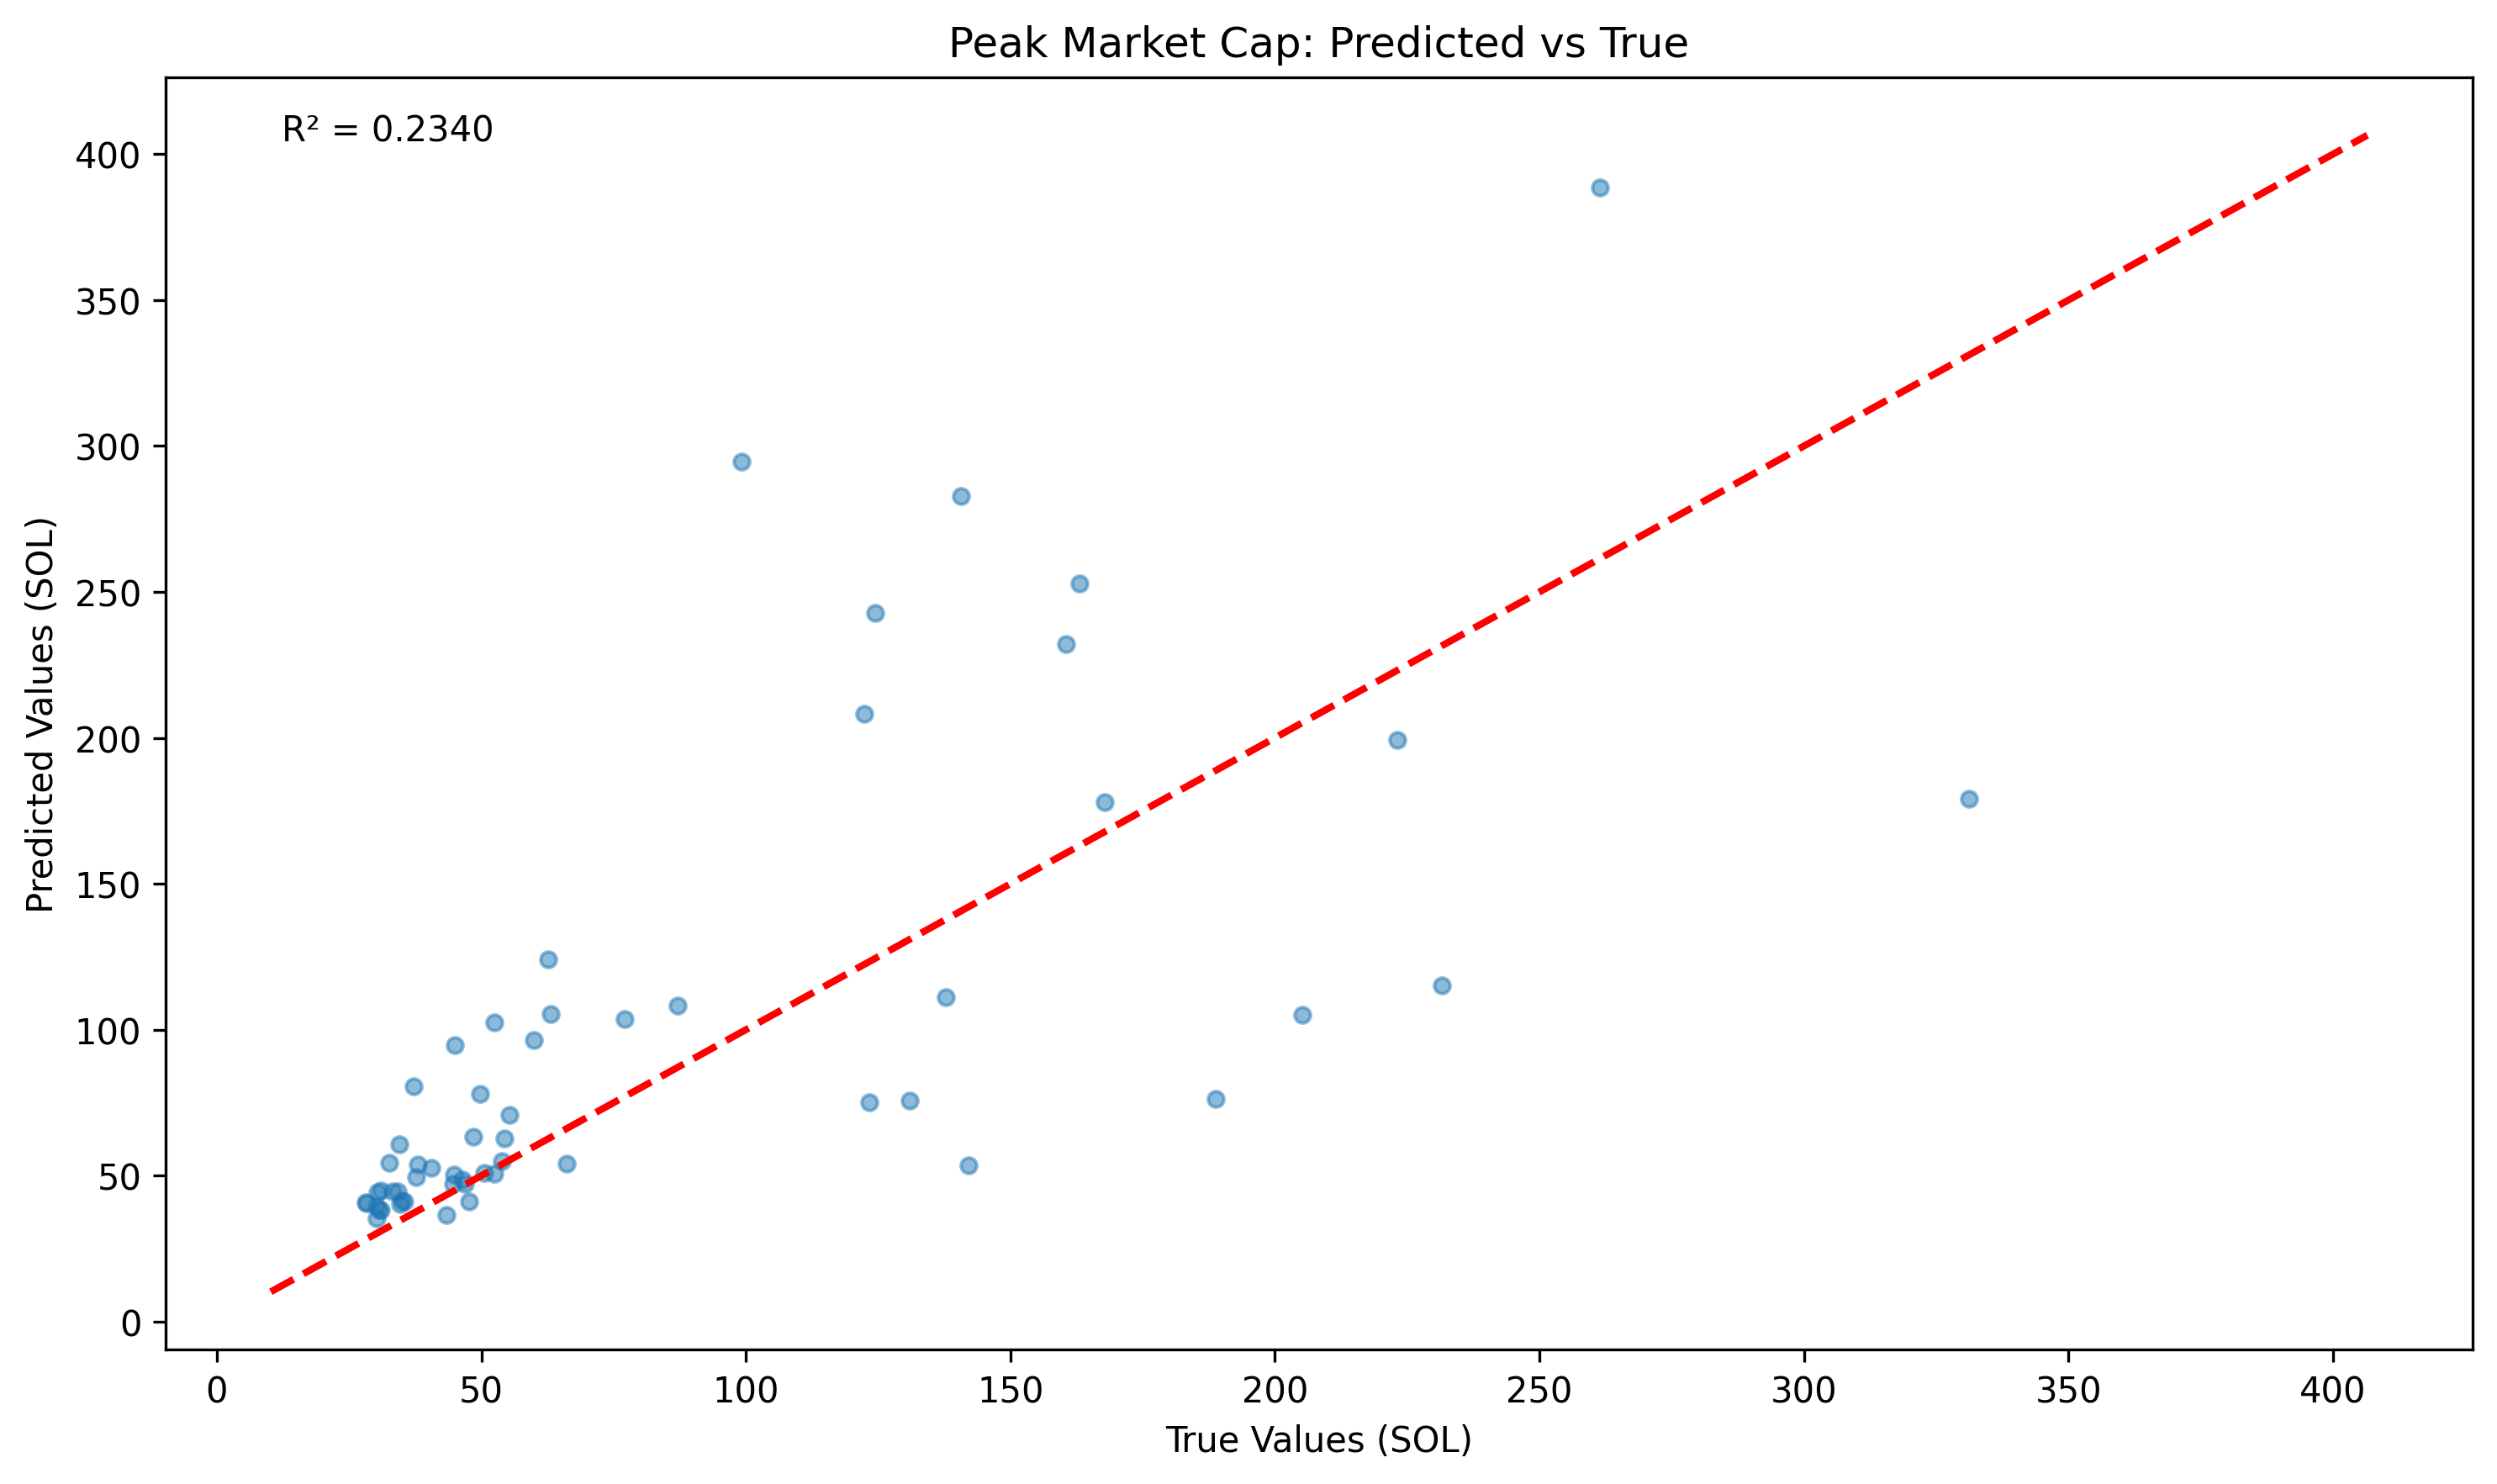 Peak Market Cap: Predicted vs True
R² = 0.2340
400
350
300
250
200
150
100
50
0
Predicted Values (SOL)
0 50 100 150 200 250 300 350 400
True Values (SOL)